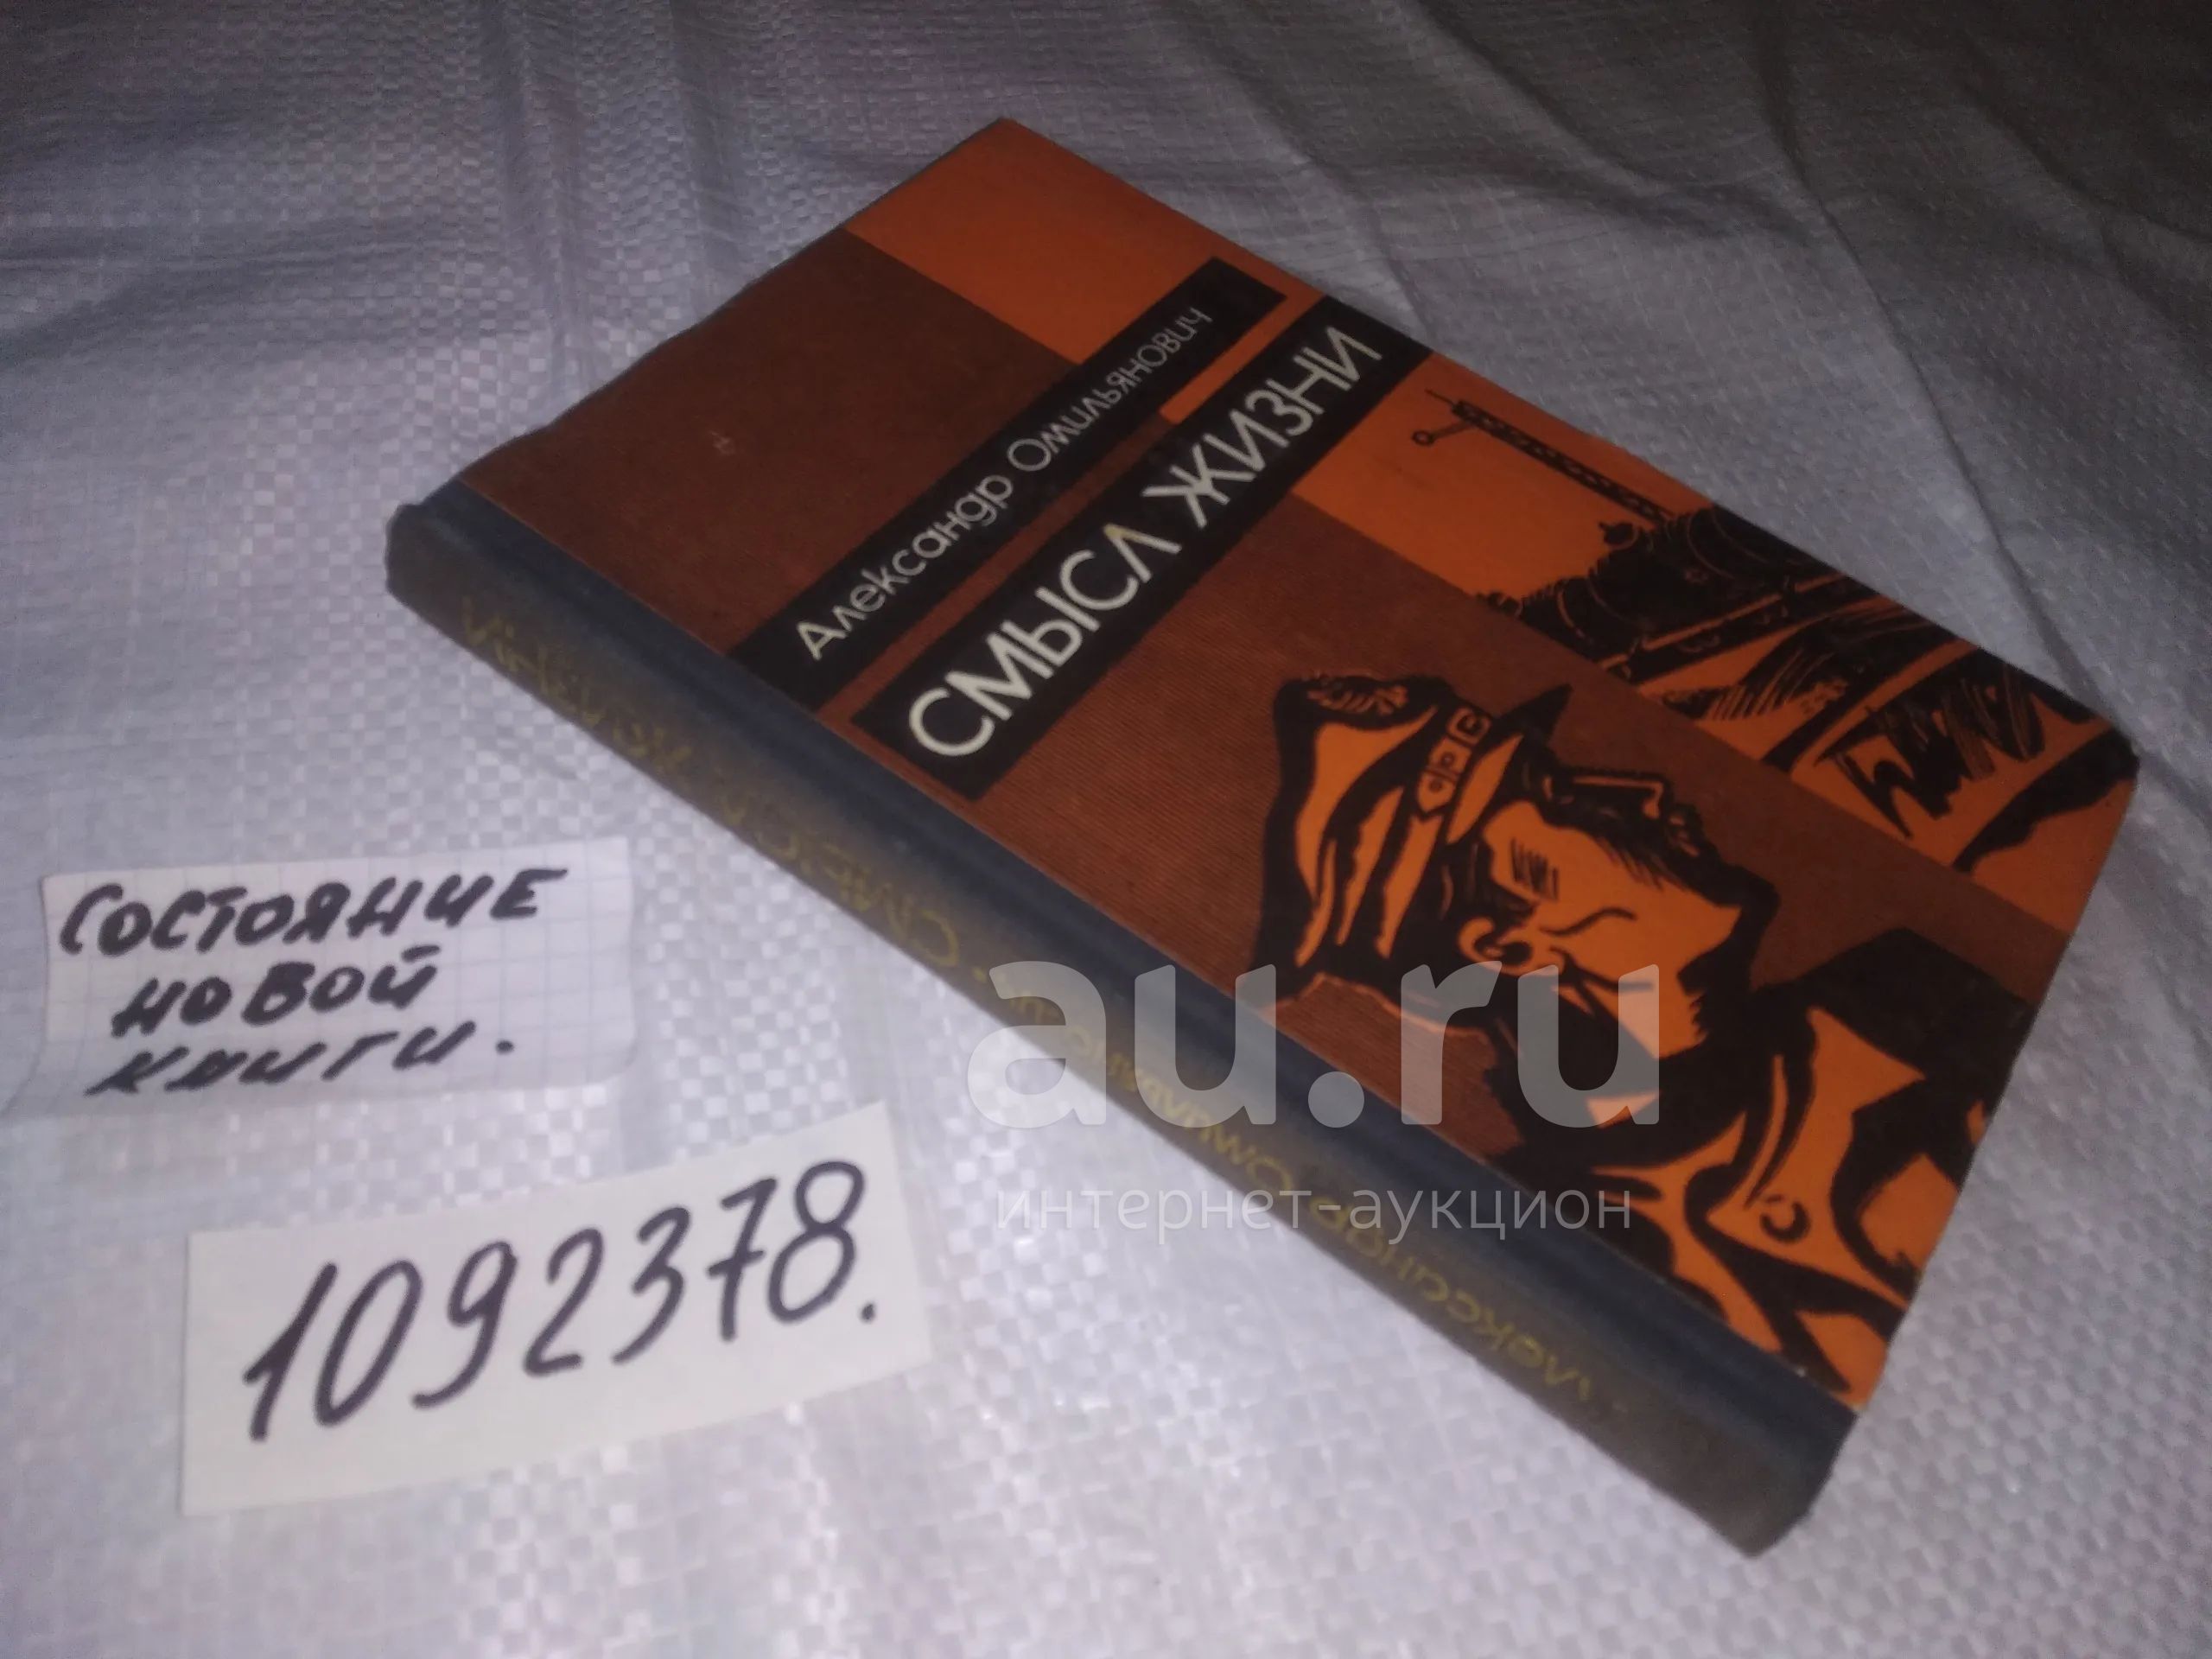 Александр Омильянович
СМЫСЛ ЖИЗНИ
СОСТОЯНИЕ
НОВОЙ
КНИГИ.
1092378.
au.ru
интернет-аукцион